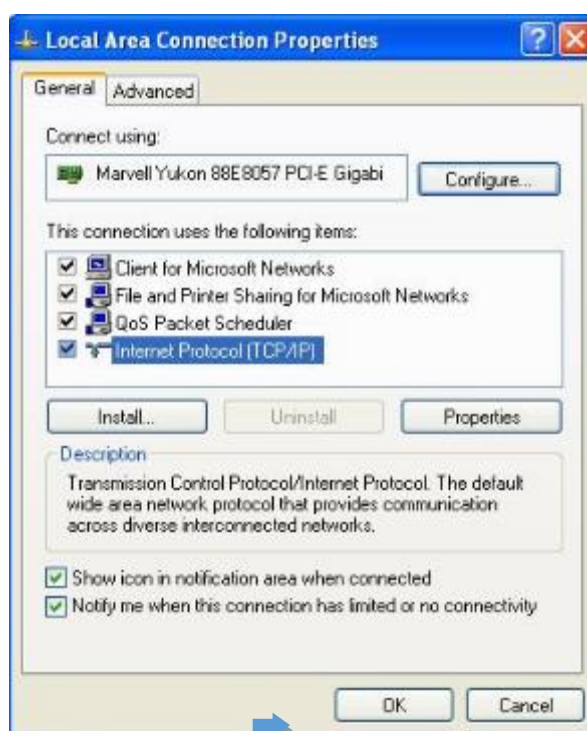 Local Area Connection Properties
General Advanced
Connect using:
Marvell Yukon 88E8057 PCI-E Gigabi Configure...
This connection uses the following items:
Client for Microsoft Networks
File and Printer Sharing for Microsoft Networks
QoS Packet Scheduler
Internet Protocol (TCP/IP)
Install... Uninstall Properties
Description
Transmission Control Protocol/Internet Protocol. The default
wide area network protocol that provides communication
across diverse interconnected networks.
Show icon in notification area when connected
Notify me when this connection has limited or no connectivity
OK Cancel